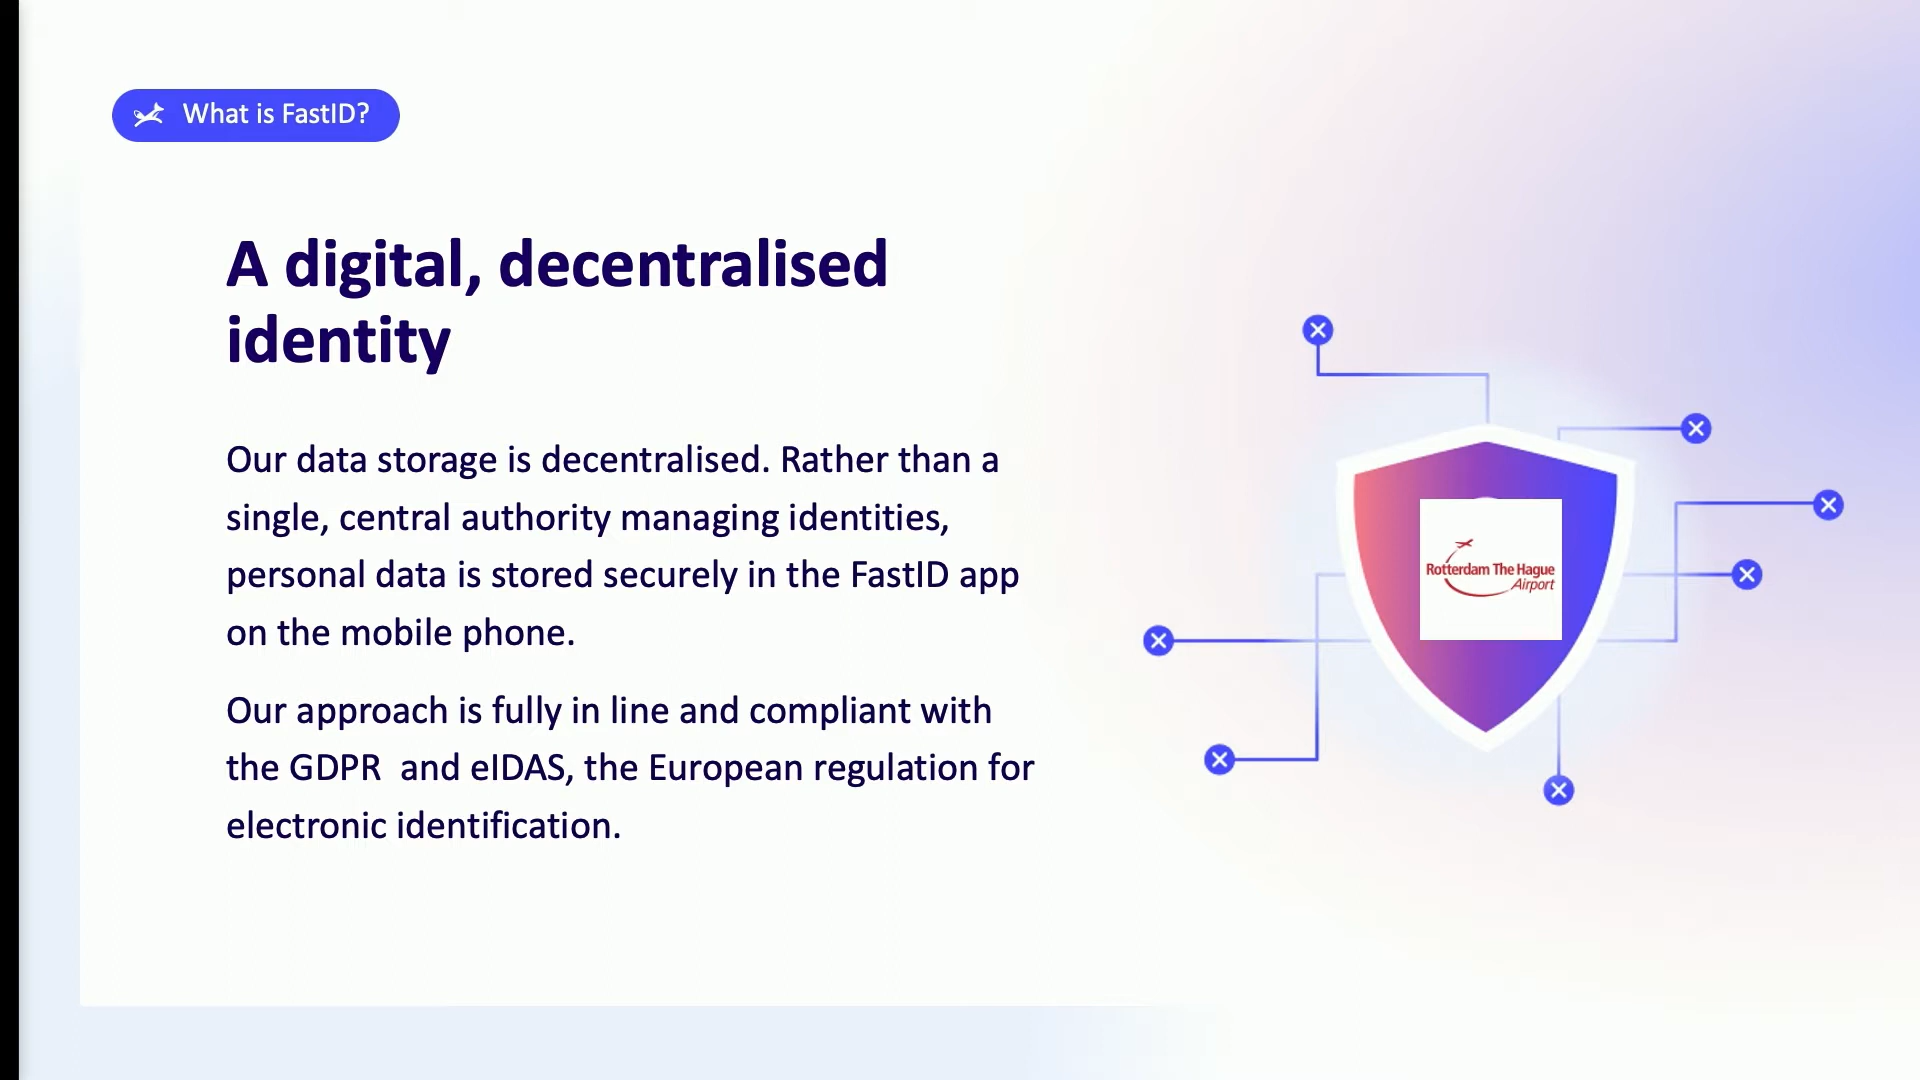 What is FastID?
A digital, decentralised
identity
Our data storage is decentralised. Rather than a
single, central authority managing identities,
personal data is stored securely in the FastID app
on the mobile phone.
Our approach is fully in line and compliant with
the GDPR  and eIDAS, the European regulation for
electronic identification.
Rotterdam The Hague
Airport